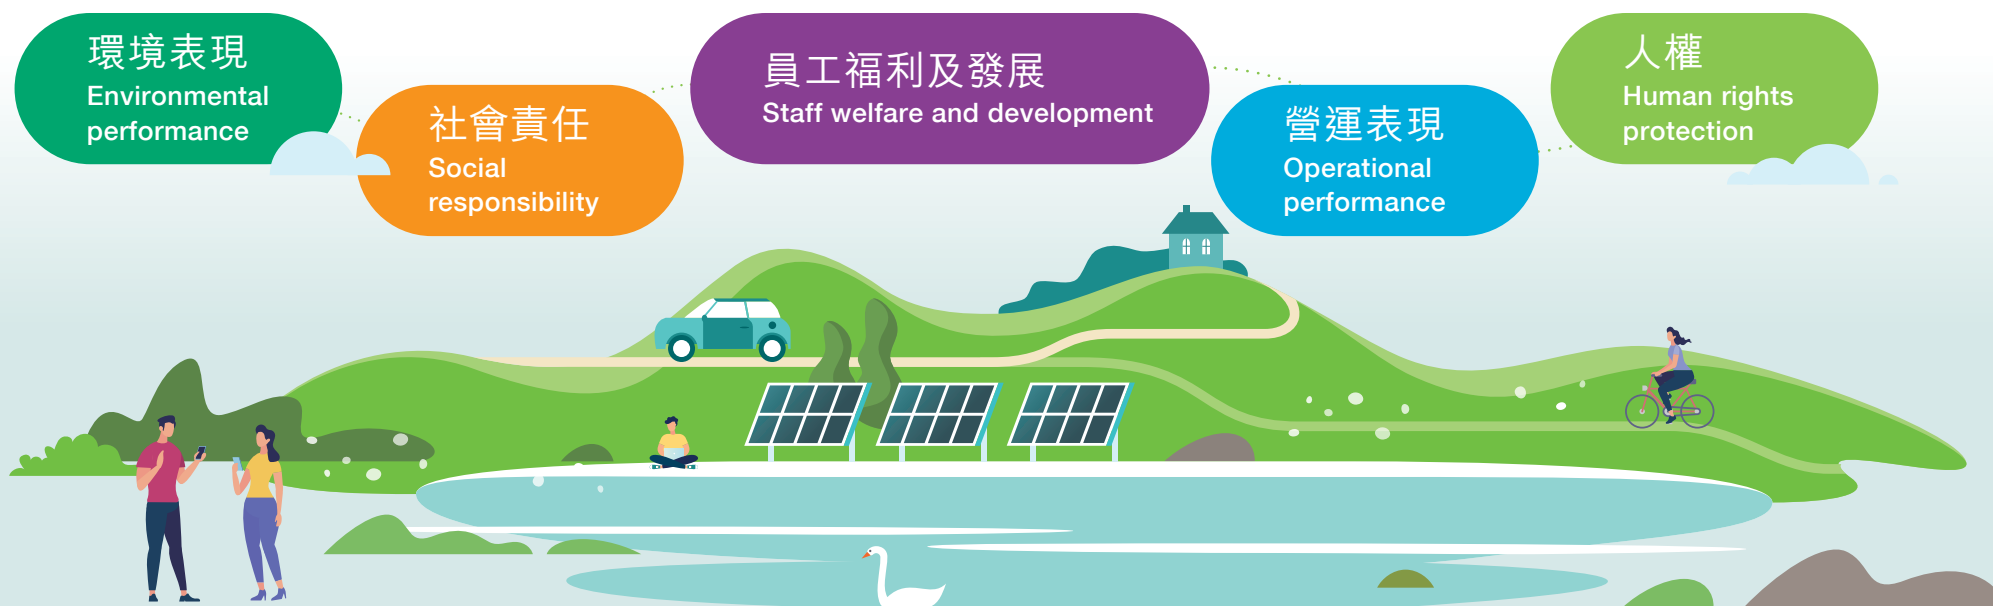 環境表現
Environmental
performance
社會責任
Social
responsibility
員工福利及發展
Staff welfare and development
營運表現
Operational
performance
人權
Human rights
protection